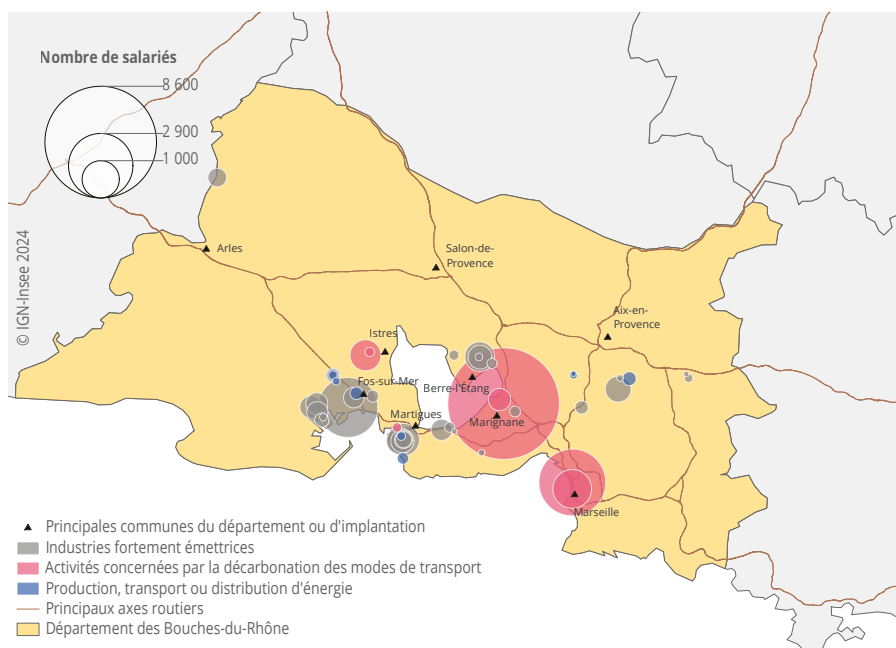 Nombre de salariés
8 600
2 900
1 000
© IGN-Insee 2024
Arles
Salon-de-
Provence
Aix-en-
Provence
Istres
Fos-sur-Mer
Berre-l'Étang
Martigues
Marignane
Marseille
Principales communes du département ou d'implantation
Industries fortement émettrices
Activités concernées par la décarbonation des modes de transport
Production, transport ou distribution d'énergie
Principaux axes routiers
Département des Bouches-du-Rhône